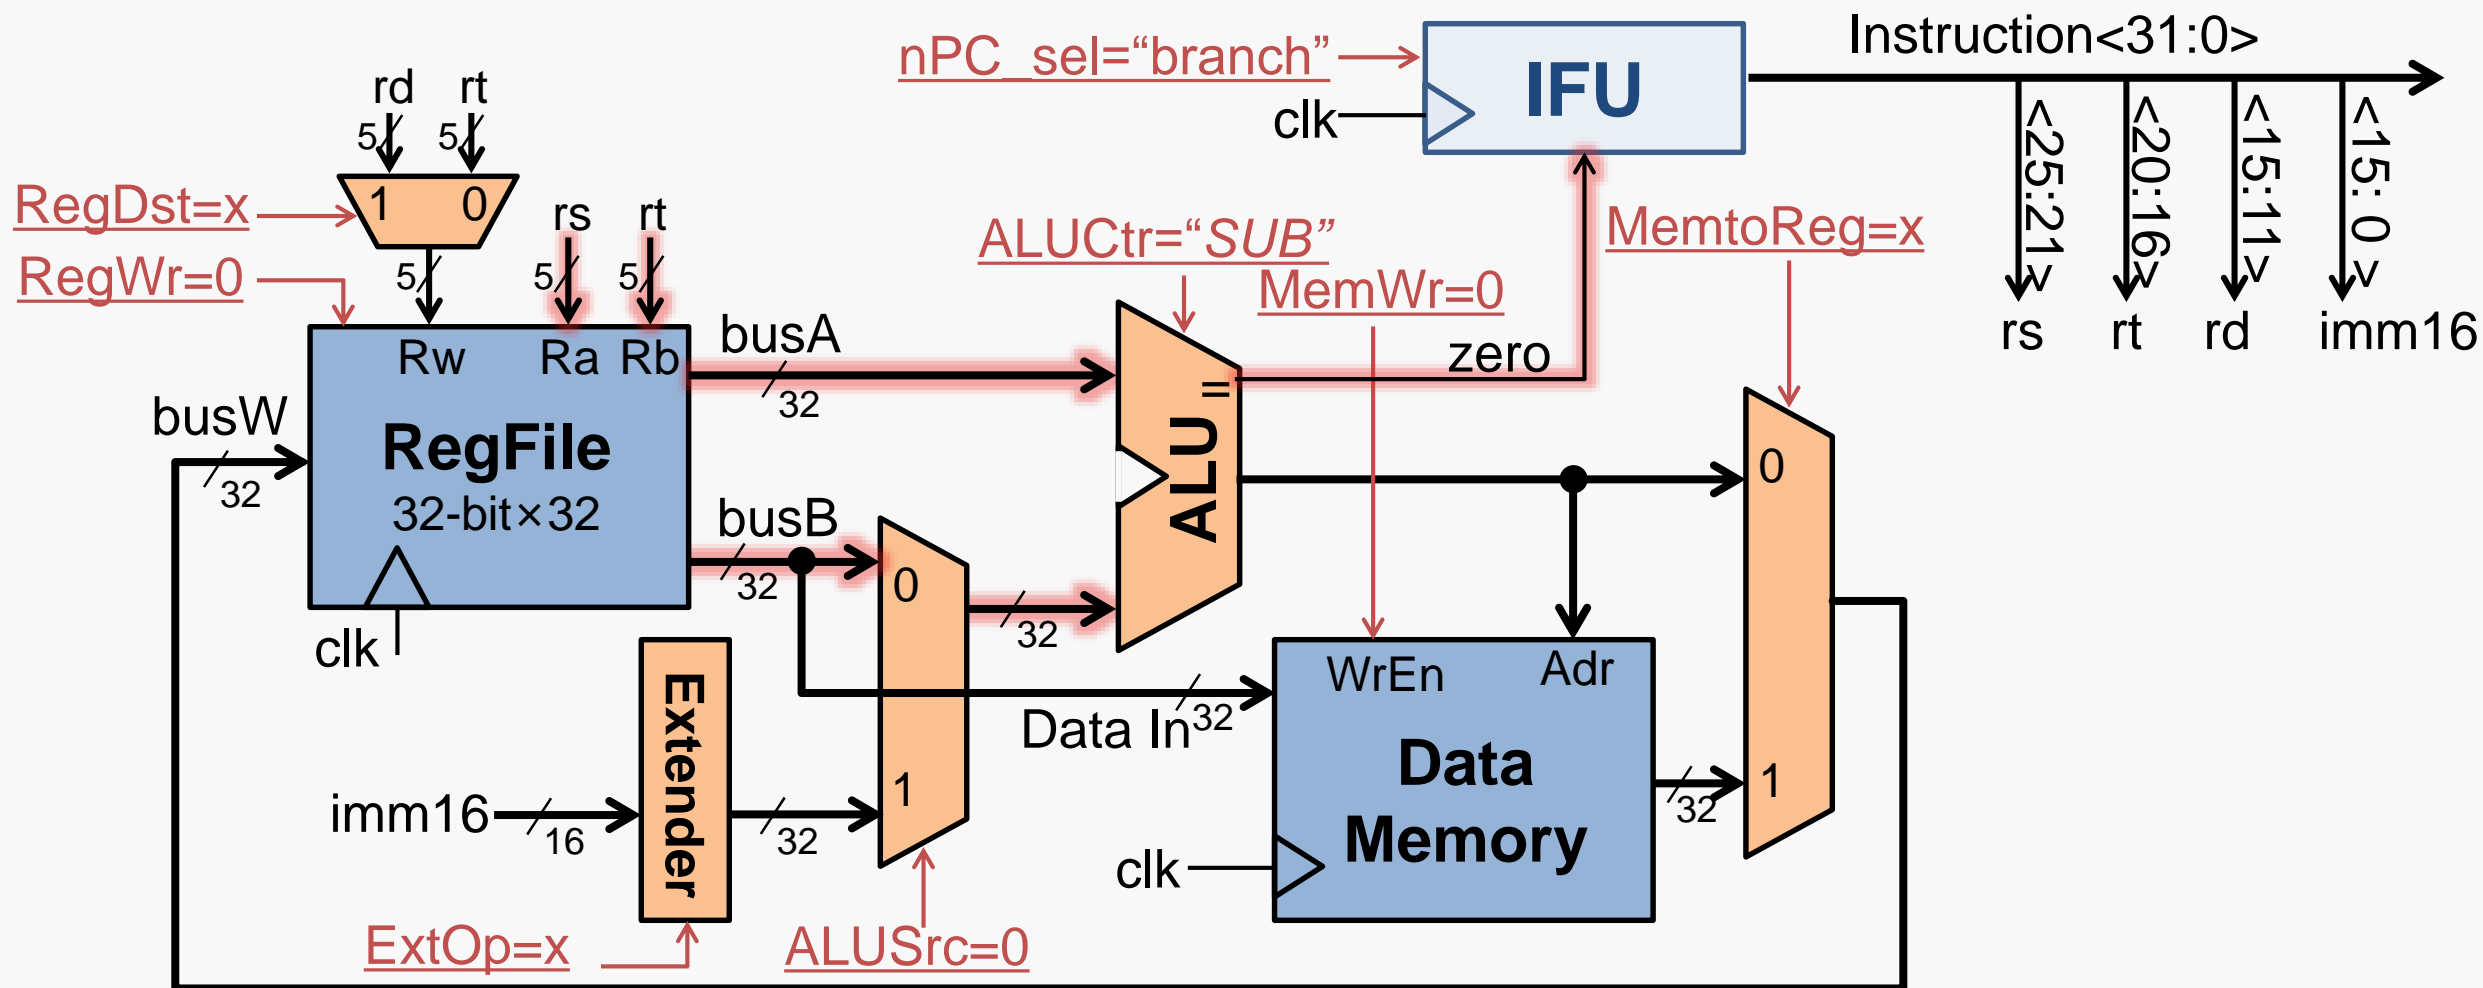 nPC_sel=“branch”
IFU
clk
Instruction<31:0>
<25:21>
<20:16>
<15:11>
<15: 0 >
rs
rt
rd
imm16
rd
rt
5
5
1
0
RegDst=x
RegWr=0
5
rs
rt
5
5
Rw
Ra
Rb
RegFile
32-bit×32
clk
busW
32
busA
32
busB
32
ALUCtr=“SUB”
MemWr=0
MemtoReg=x
zero
=
ALU
0
1
32
imm16
16
Extender
32
ExtOp=x
ALUSrc=0
Data In
32
WrEn
Adr
Data
Memory
clk
32
0
1